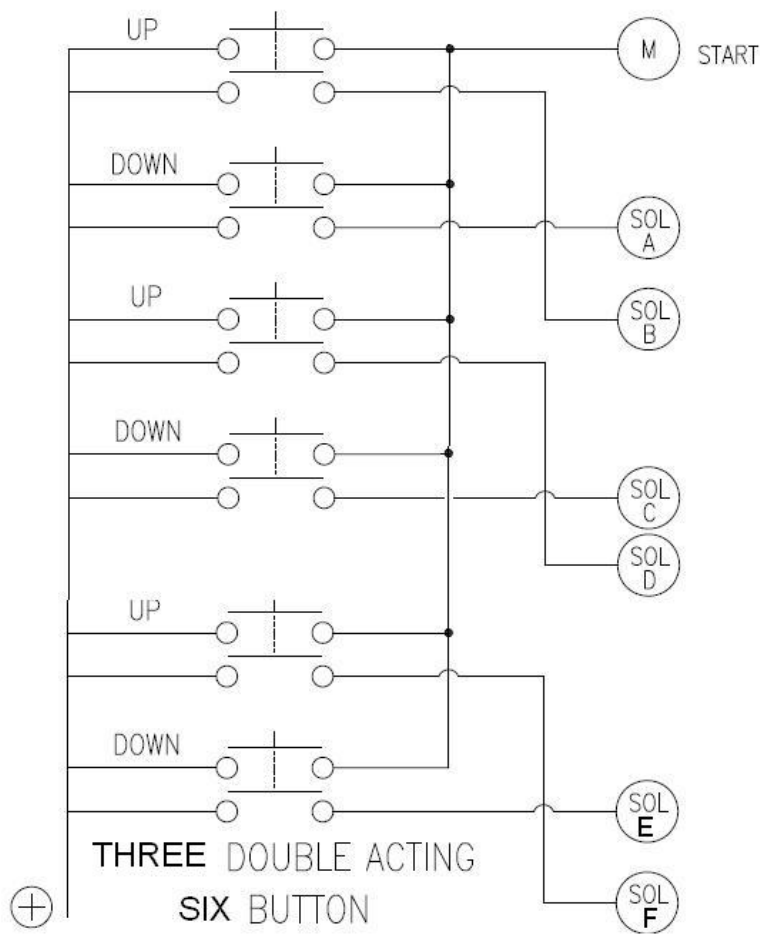 UP
M START
DOWN
SOL
A
UP
SOL
B
DOWN
SOL
C
SOL
D
UP
DOWN
SOL
E
THREE DOUBLE ACTING
SIX BUTTON
SOL
F